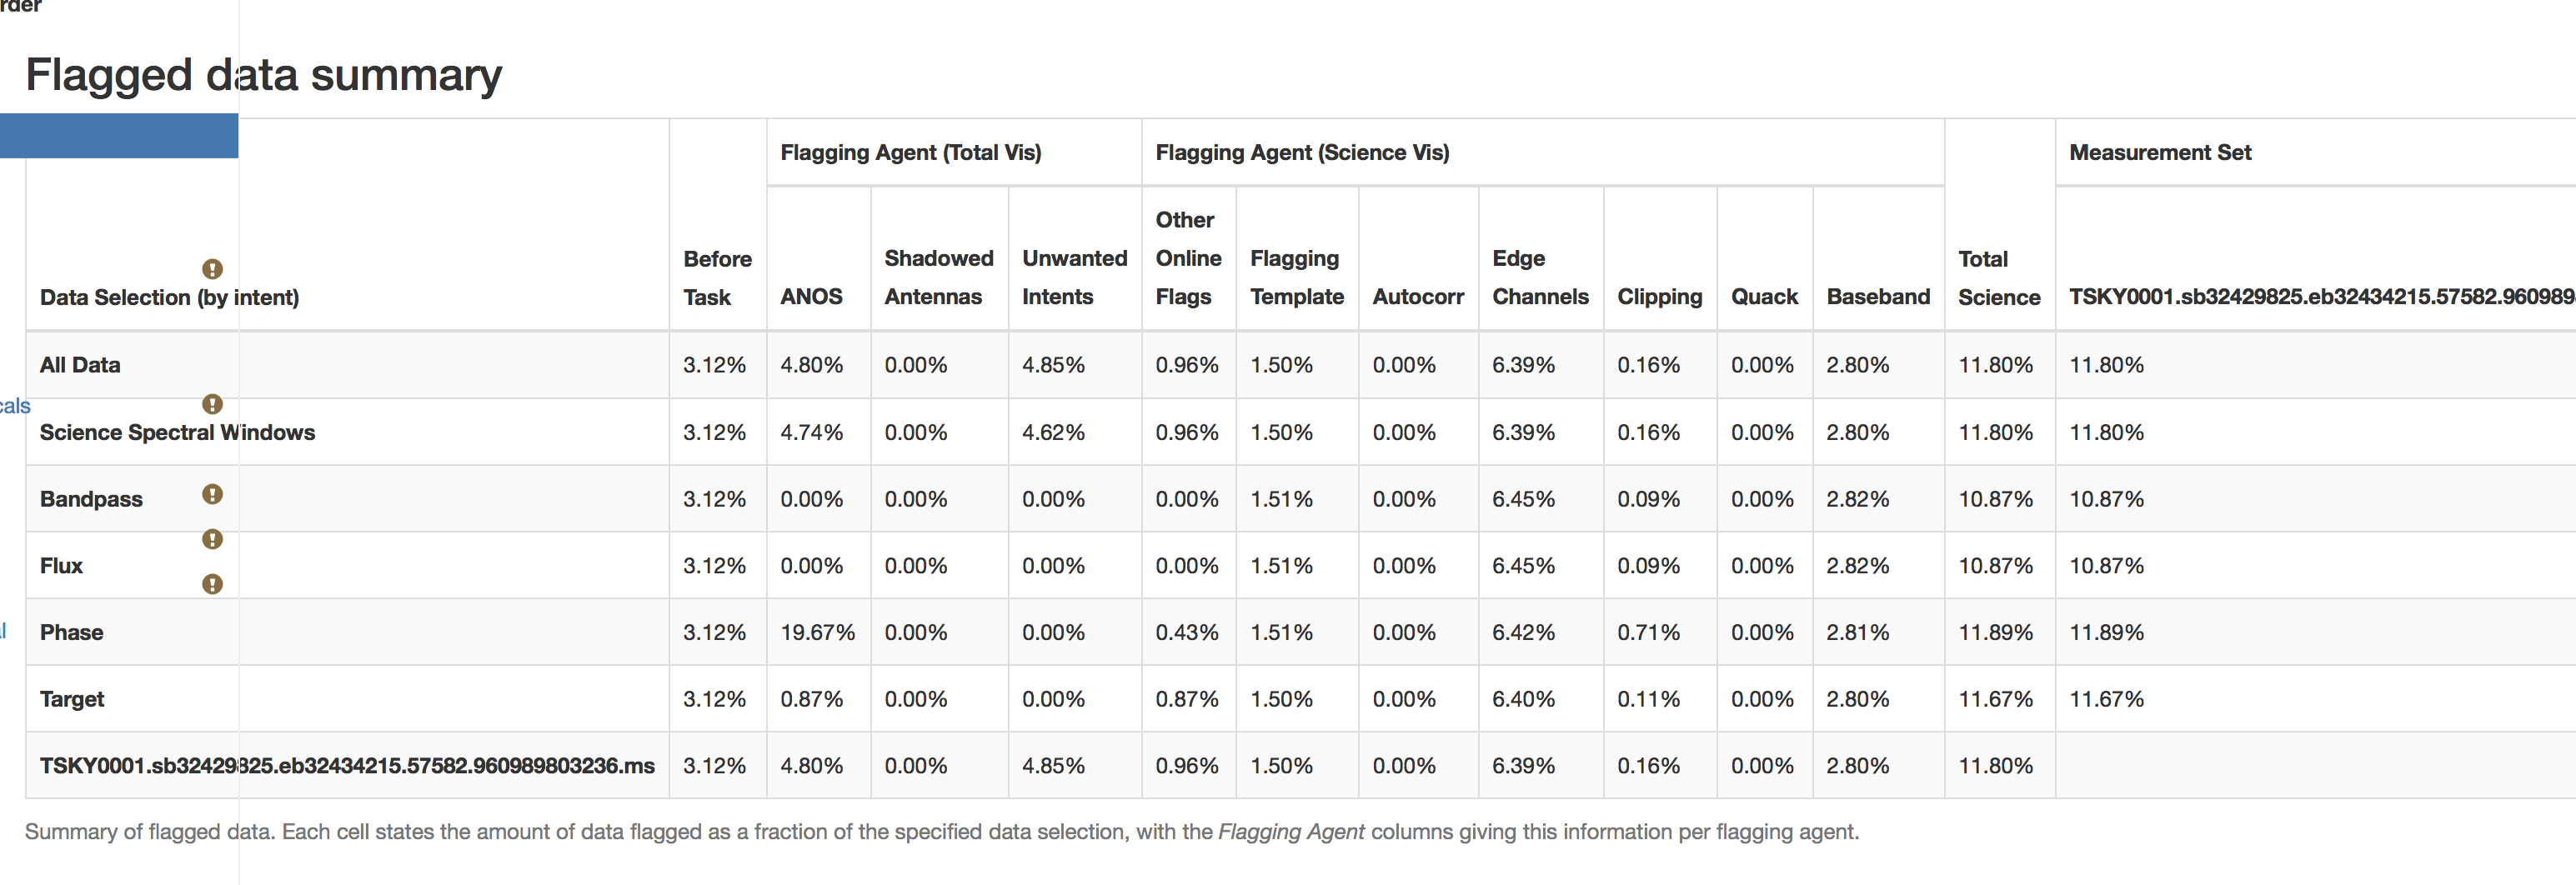 rder
Flagged data summary
Flagging Agent (Total Vis) Flagging Agent (Science Vis) Measurement Set
Data Selection (by intent) Before Task ANOS Shadowed Antennas Unwanted Intents Other Online Flags Flagging Template Autocorr Edge Channels Clipping Quack Baseband Total Science TSKY0001.sb32429825.eb32434215.57582.960989
All Data 3.12% 4.80% 0.00% 4.85% 0.96% 1.50% 0.00% 6.39% 0.16% 0.00% 2.80% 11.80% 11.80%
cals
Science Spectral Windows 3.12% 4.74% 0.00% 4.62% 0.96% 1.50% 0.00% 6.39% 0.16% 0.00% 2.80% 11.80% 11.80%
Bandpass 3.12% 0.00% 0.00% 0.00% 0.00% 1.51% 0.00% 6.45% 0.09% 0.00% 2.82% 10.87% 10.87%
Flux 3.12% 0.00% 0.00% 0.00% 0.00% 1.51% 0.00% 6.45% 0.09% 0.00% 2.82% 10.87% 10.87%
Phase 3.12% 19.67% 0.00% 0.00% 0.43% 1.51% 0.00% 6.42% 0.71% 0.00% 2.81% 11.89% 11.89%
Target 3.12% 0.87% 0.00% 0.00% 0.87% 1.50% 0.00% 6.40% 0.11% 0.00% 2.80% 11.67% 11.67%
TSKY0001.sb32429825.eb32434215.57582.960989803236.ms 3.12% 4.80% 0.00% 4.85% 0.96% 1.50% 0.00% 6.39% 0.16% 0.00% 2.80% 11.80%
Summary of flagged data. Each cell states the amount of data flagged as a fraction of the specified data selection, with the Flagging Agent columns giving this information per flagging agent.